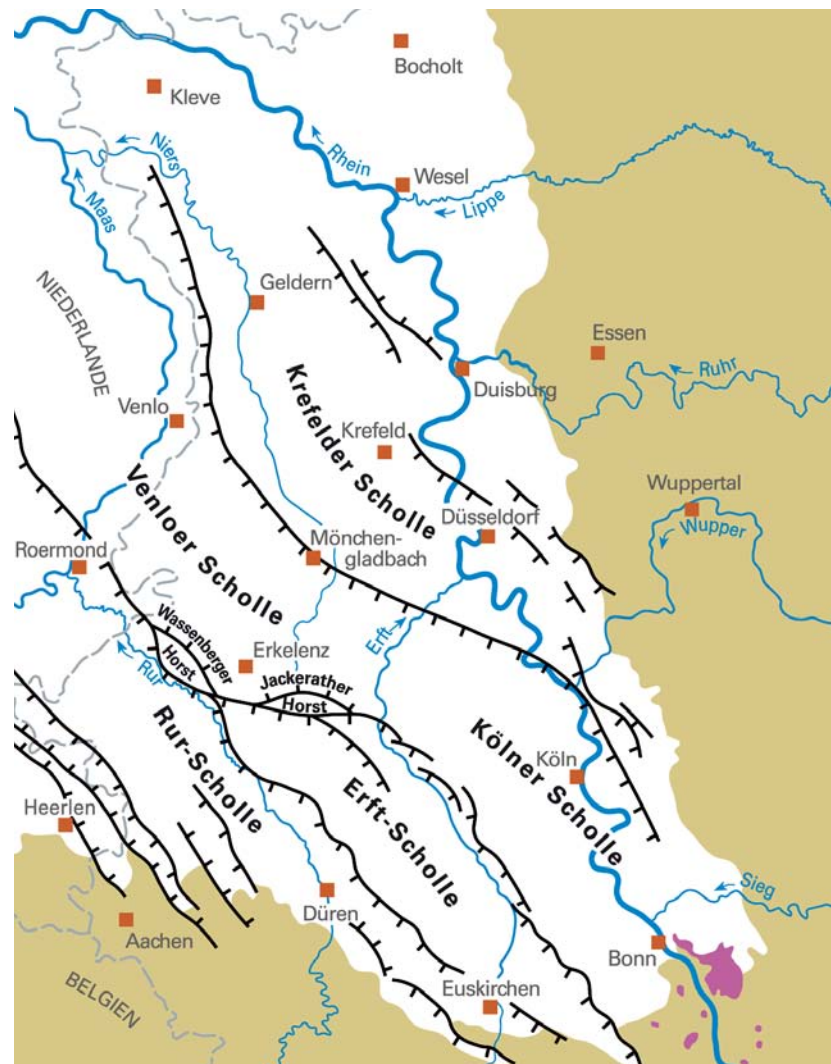 Bocholt
Kleve
Niers
Rhein
Wesel
Lippe
Maas
NIEDERLANDE
Geldern
Essen
Ruhr
Duisburg
Venlo
Krefelder Scholle
Krefeld
Venloer Scholle
Wuppertal
Wupper
Düsseldorf
Roermond
Mönchen-
gladbach
Erft
Wassenberger
Horst
Erkelenz
Jackerather
Horst
Rur
Rur-Scholle
Erft-Scholle
Köln
Kölner Scholle
Heerlen
Sieg
Düren
Aachen
Bonn
BELGIEN
Euskirchen